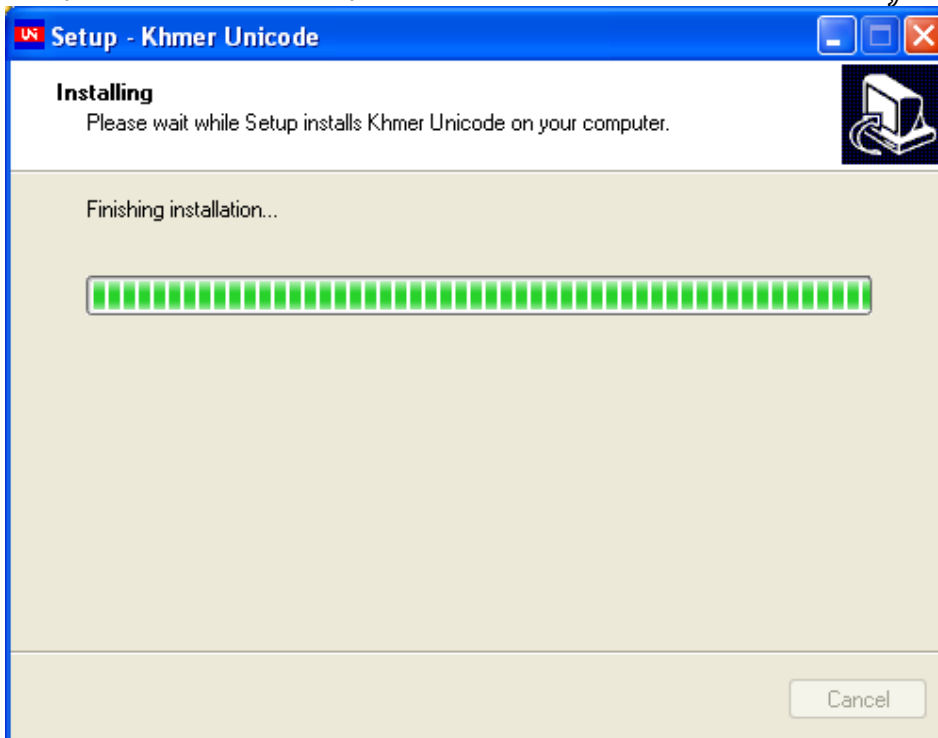 Setup - Khmer Unicode
Installing
Please wait while Setup installs Khmer Unicode on your computer.
Finishing installation...
Cancel